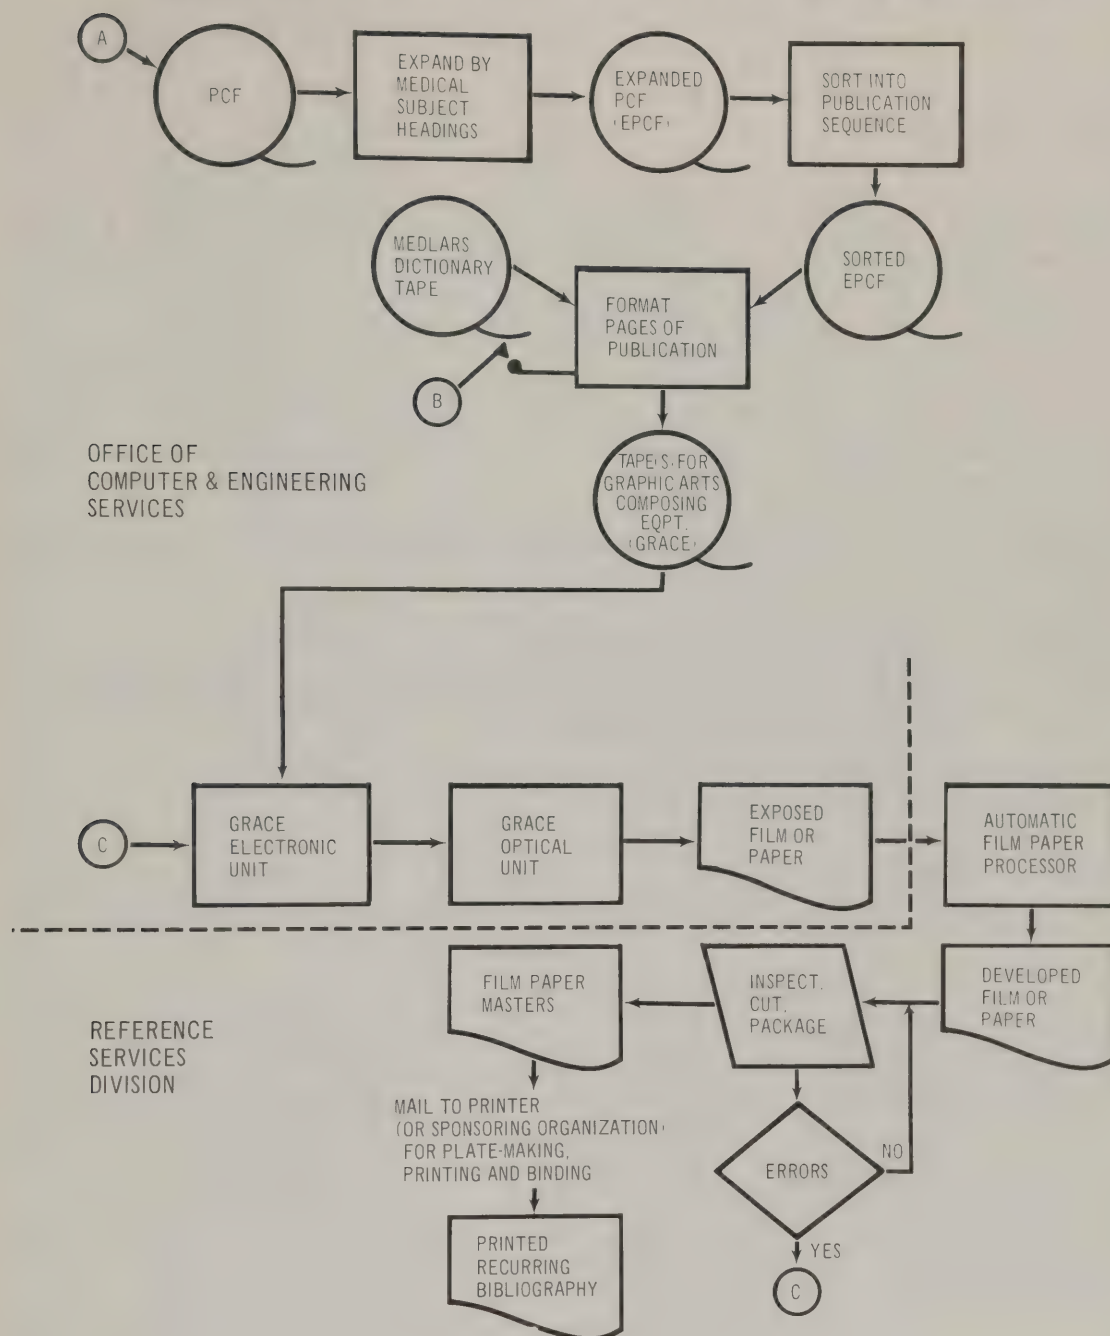 A
PCF
EXPAND BY
MEDICAL
SUBJECT
HEADINGS
EXPANDED
PCF
(EPCF)
SORT INTO
PUBLICATION
SEQUENCE
MEDLARS
DICTIONARY
TAPE
SORTED
EPCF
FORMAT
PAGES OF
PUBLICATION
B
OFFICE OF
COMPUTER & ENGINEERING
SERVICES
TAPE(S) FOR
GRAPHIC ARTS
COMPOSING
EQPT.
(GRACE)
C
GRACE
ELECTRONIC
UNIT
GRACE
OPTICAL
UNIT
EXPOSED
FILM OR
PAPER
AUTOMATIC
FILM PAPER
PROCESSOR
DEVELOPED
FILM OR
PAPER
INSPECT.
CUT.
PACKAGE
FILM PAPER
MASTERS
REFERENCE
SERVICES
DIVISION
MAIL TO PRINTER
(OR SPONSORING ORGANIZATION)
FOR PLATE-MAKING,
PRINTING AND BINDING
ERRORS
NO
YES
C
PRINTED
RECURRING
BIBLIOGRAPHY